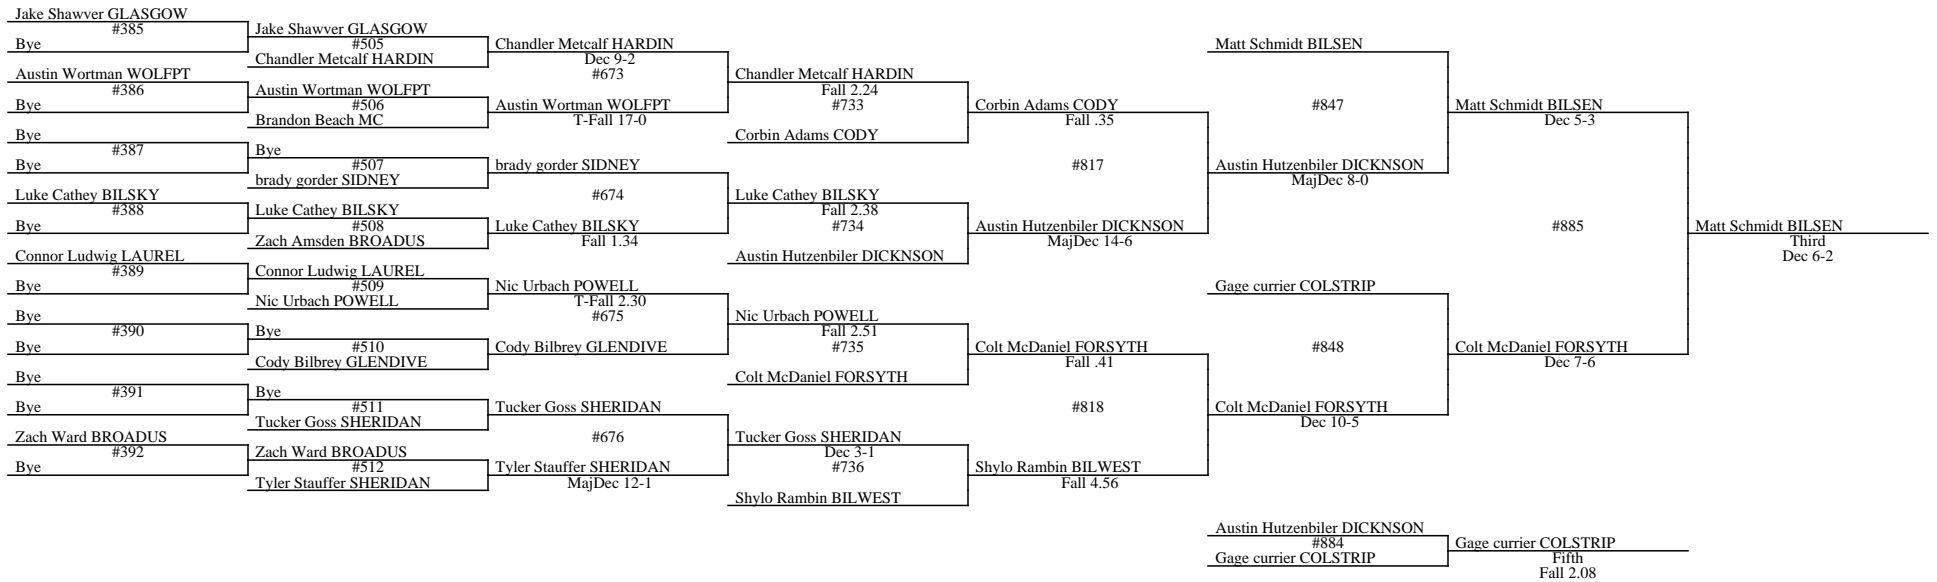 Jake Shawver GLASGOW
#385
Bye
Austin Wortman WOLFPT
#386
Bye
Bye
#387
Bye
Luke Cathey BILSKY
#388
Bye
Connor Ludwig LAUREL
#389
Bye
Bye
#390
Bye
Bye
#391
Bye
Zach Ward BROADUS
#392
Bye
Jake Shawver GLASGOW
#505
Chandler Metcalf HARDIN
Austin Wortman WOLFPT
#506
Brandon Beach MC
Bye
#507
brady gorder SIDNEY
Luke Cathey BILSKY
#508
Zach Amsden BROADUS
Connor Ludwig LAUREL
#509
Nic Urbach POWELL
Bye
#510
Cody Bilbrey GLENDIVE
Bye
#511
Tucker Goss SHERIDAN
Zach Ward BROADUS
#512
Tyler Stauffer SHERIDAN
Chandler Metcalf HARDIN
Dec 9-2
#673
Austin Wortman WOLFPT
T-Fall 17-0
brady gorder SIDNEY
#674
Luke Cathey BILSKY
Fall 1.34
Nic Urbach POWELL
T-Fall 2.30
#675
Cody Bilbrey GLENDIVE
Tucker Goss SHERIDAN
#676
Tyler Stauffer SHERIDAN
MajDec 12-1
Chandler Metcalf HARDIN
Fall 2.24
#733
Corbin Adams CODY
Luke Cathey BILSKY
Fall 2.38
#734
Austin Hutzenbiler DICKNSON
Nic Urbach POWELL
Fall 2.51
#735
Colt McDaniel FORSYTH
Tucker Goss SHERIDAN
Dec 3-1
#736
Shylo Rambin BILWEST
Corbin Adams CODY
Fall .35
#817
Austin Hutzenbiler DICKNSON
MajDec 14-6
Colt McDaniel FORSYTH
Fall .41
#818
Shylo Rambin BILWEST
Fall 4.56
Matt Schmidt BILSEN
#847
Austin Hutzenbiler DICKNSON
MajDec 8-0
Gage currier COLSTRIP
#848
Colt McDaniel FORSYTH
Dec 10-5
Matt Schmidt BILSEN
Dec 5-3
#885
Colt McDaniel FORSYTH
Dec 7-6
Matt Schmidt BILSEN
Third
Dec 6-2
Austin Hutzenbiler DICKNSON
#884
Gage currier COLSTRIP
Gage currier COLSTRIP
Fifth
Fall 2.08